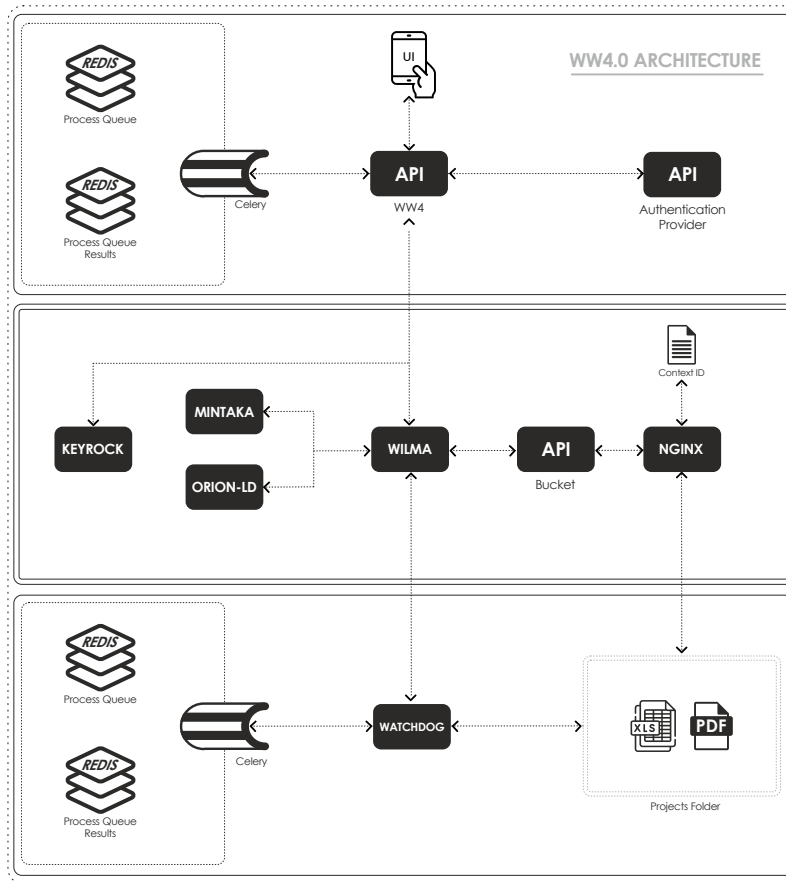 REDIS
Process Queue
UI
WW4.0 ARCHITECTURE
REDIS
Process Queue
Results
Celery
API
WW4
API
Authentication
Provider
Context ID
MINTAKA
KEYROCK
WILMA
API
NGINX
ORION-LD
Bucket
REDIS
Process Queue
REDIS
Process Queue
Results
Celery
WATCHDOG
XLS
PDF
Projects Folder